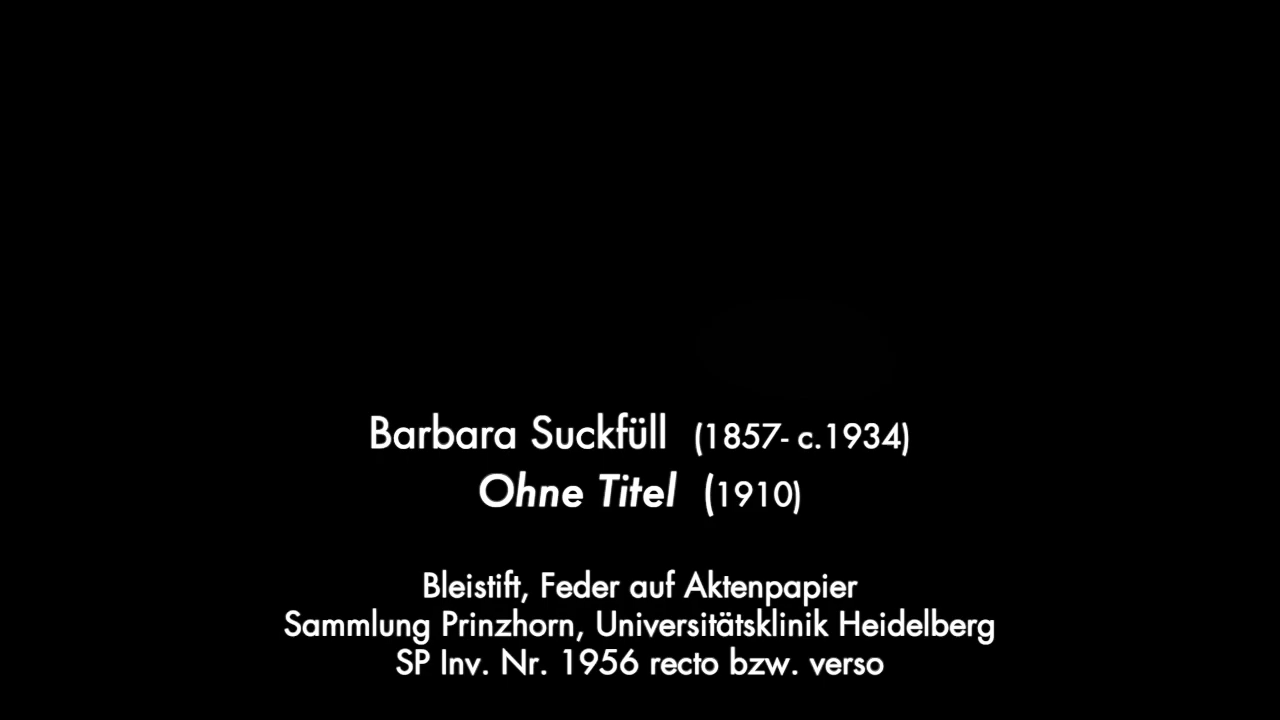 Barbara Suckfüll (1857- c.1934)
Ohne Titel (1910)
Bleistift, Feder auf Aktenpapier
Sammlung Prinzhorn, Universitätsklinik Heidelberg
SP Inv. Nr. 1956 recto bzw. verso